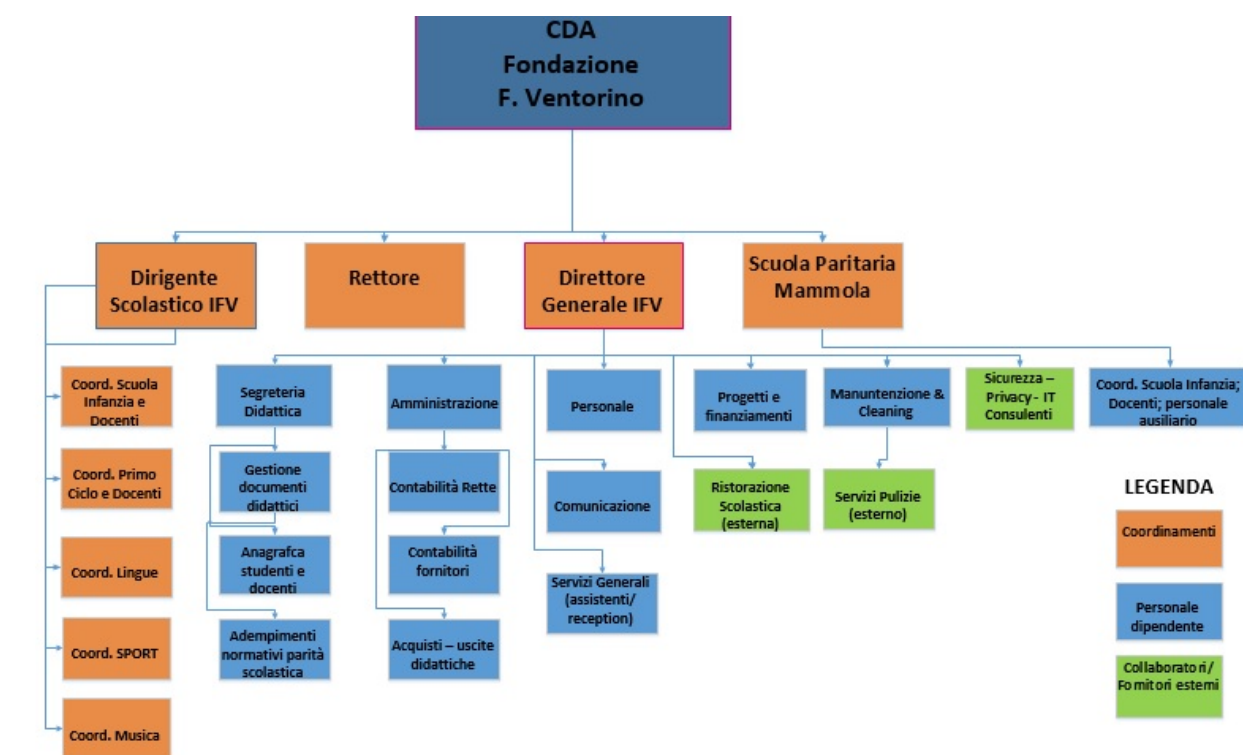 CDA
Fondazione
F. Ventorino
Dirigente
Scolastico IFV
Rettore
Direttore
Generale IFV
Scuola Paritaria
Mammola
Coord. Scuola
Infanzia e
Docenti
Segreteria
Didattica
Amministrazione
Personale
Progetti e
finanziamenti
Manuntenzione &
Cleaning
Sicurezza –
Privacy - IT
Consulenti
Coord. Scuola Infanzia;
Docenti; personale
ausiliario
Coord. Primo
Ciclo e Docenti
Gestione
documenti
didattici
Contabilità Rette
Comunicazione
Ristorazione
Scolastica
(esterna)
Servizi Pulizie
(esterno)
LEGENDA
Coordinamenti
Coord. Lingue
Anagrafca
studenti e
docenti
Contabilità
fornitori
Servizi Generali
(assistenti/
reception)
Personale
dipendente
Coord. SPORT
Adempimenti
normativi parità
scolastica
Acquisti – uscite
didattiche
Collaboratori/
Fornitori esterni
Coord. Musica